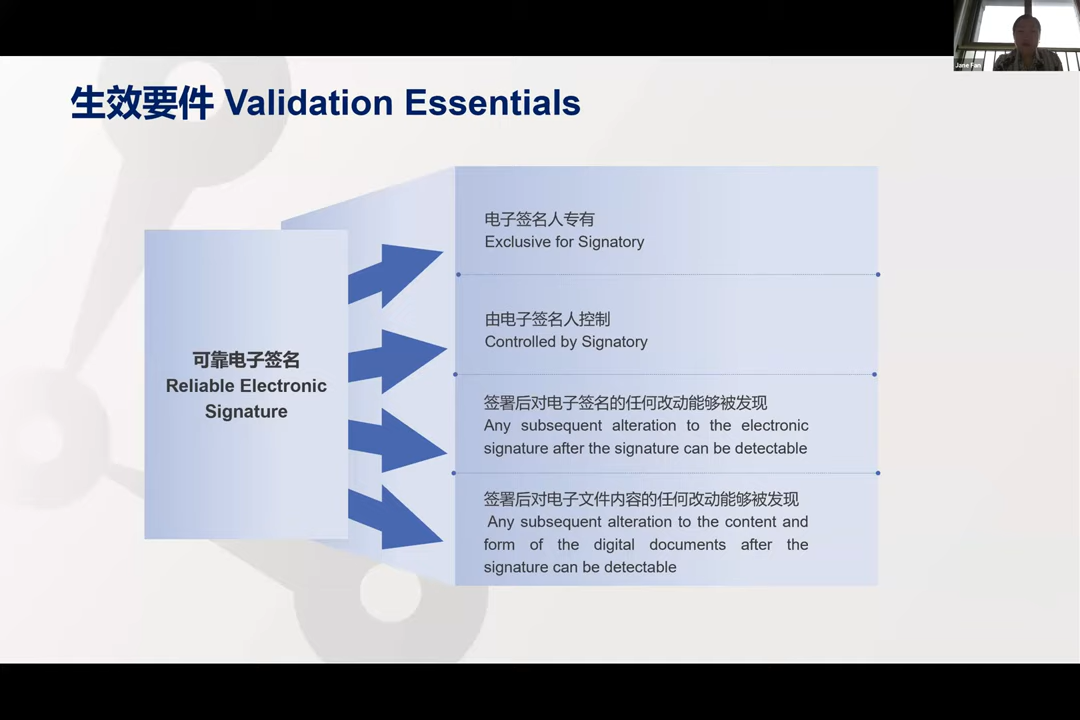 Jane Fan
生效要件 Validation Essentials
可靠电子签名
Reliable Electronic
Signature
电子签名人专有
Exclusive for Signatory
由电子签名人控制
Controlled by Signatory
签署后对电子签名的任何改动能够被发现
Any subsequent alteration to the electronic
signature after the signature can be detectable
签署后对电子文件内容的任何改动能够被发现
Any subsequent alteration to the content and
form of the digital documents after the
signature can be detectable